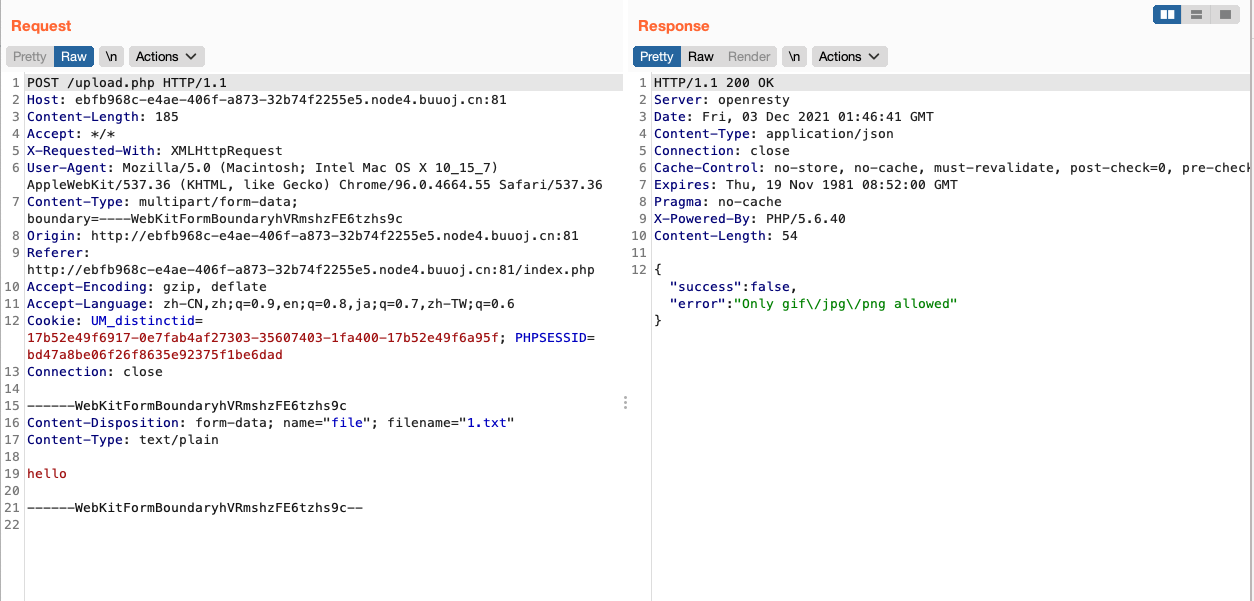 Request
Pretty Raw \n Actions
1 POST /upload.php HTTP/1.1
2 Host: ebfb968c-e4ae-406f-a873-32b74f2255e5.node4.buuoj.cn:81
3 Content-Length: 185
4 Accept: */*
5 X-Requested-With: XMLHttpRequest
6 User-Agent: Mozilla/5.0 (Macintosh; Intel Mac OS X 10_15_7)
AppleWebKit/537.36 (KHTML, like Gecko) Chrome/96.0.4664.55 Safari/537.36
7 Content-Type: multipart/form-data;
boundary=----WebKitFormBoundaryhVRmshzFE6tzhs9c
8 Origin: http://ebfb968c-e4ae-406f-a873-32b74f2255e5.node4.buuoj.cn:81
9 Referer:
http://ebfb968c-e4ae-406f-a873-32b74f2255e5.node4.buuoj.cn:81/index.php
10 Accept-Encoding: gzip, deflate
11 Accept-Language: zh-CN,zh;q=0.9,en;q=0.8,ja;q=0.7,zh-TW;q=0.6
12 Cookie: UM_distinctid=
17b52e49f6917-0e7fab4af27303-35607403-1fa400-17b52e49f6a95f; PHPSESSID=
bd47a8be06f26f8635e92375f1be6dad
13 Connection: close
14
15 ------WebKitFormBoundaryhVRmshzFE6tzhs9c
16 Content-Disposition: form-data; name="file"; filename="1.txt"
17 Content-Type: text/plain
18
19 hello
20
21 ------WebKitFormBoundaryhVRmshzFE6tzhs9c--
22
Response
Pretty Raw Render \n Actions
1 HTTP/1.1 200 OK
2 Server: openresty
3 Date: Fri, 03 Dec 2021 01:46:41 GMT
4 Content-Type: application/json
5 Connection: close
6 Cache-Control: no-store, no-cache, must-revalidate, post-check=0, pre-check
7 Expires: Thu, 19 Nov 1981 08:52:00 GMT
8 Pragma: no-cache
9 X-Powered-By: PHP/5.6.40
10 Content-Length: 54
11
12 {
"success":false,
"error":"Only gif\/jpg\/png allowed"
}